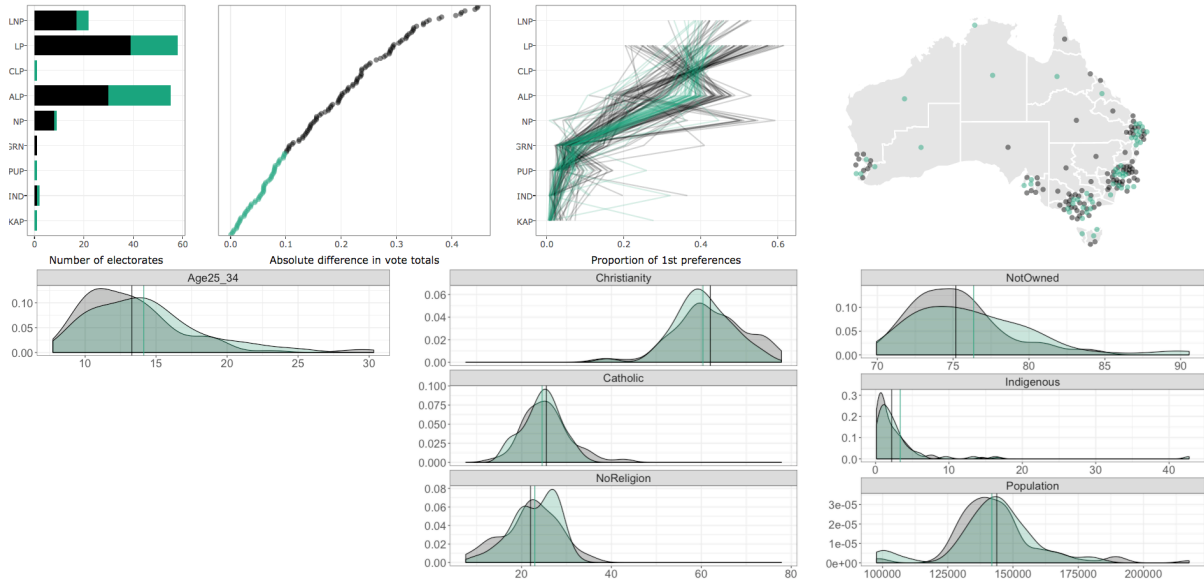 LNP
LP
CLP
ALP
NP
GRN
PUP
IND
KAP
0 20 40 60
Number of electorates
0.0 0.1 0.2 0.3 0.4
Absolute difference in vote totals
LNP
LP
CLP
ALP
NP
GRN
PUP
IND
KAP
0.0 0.2 0.4 0.6
Proportion of 1st preferences
Age25_34
0.10
0.05
0.00
10 15 20 25 30
Christianity
0.06
0.04
0.02
0.00
Catholic
0.100
0.075
0.050
0.025
0.000
NoReligion
0.08
0.06
0.04
0.02
0.00
20 40 60 80
NotOwned
0.10
0.05
0.00
70 75 80 85 90
Indigenous
0.3
0.2
0.1
0.0
0 10 20 30 40
Population
3e-05
2e-05
1e-05
0e+00
100000 125000 150000 175000 200000